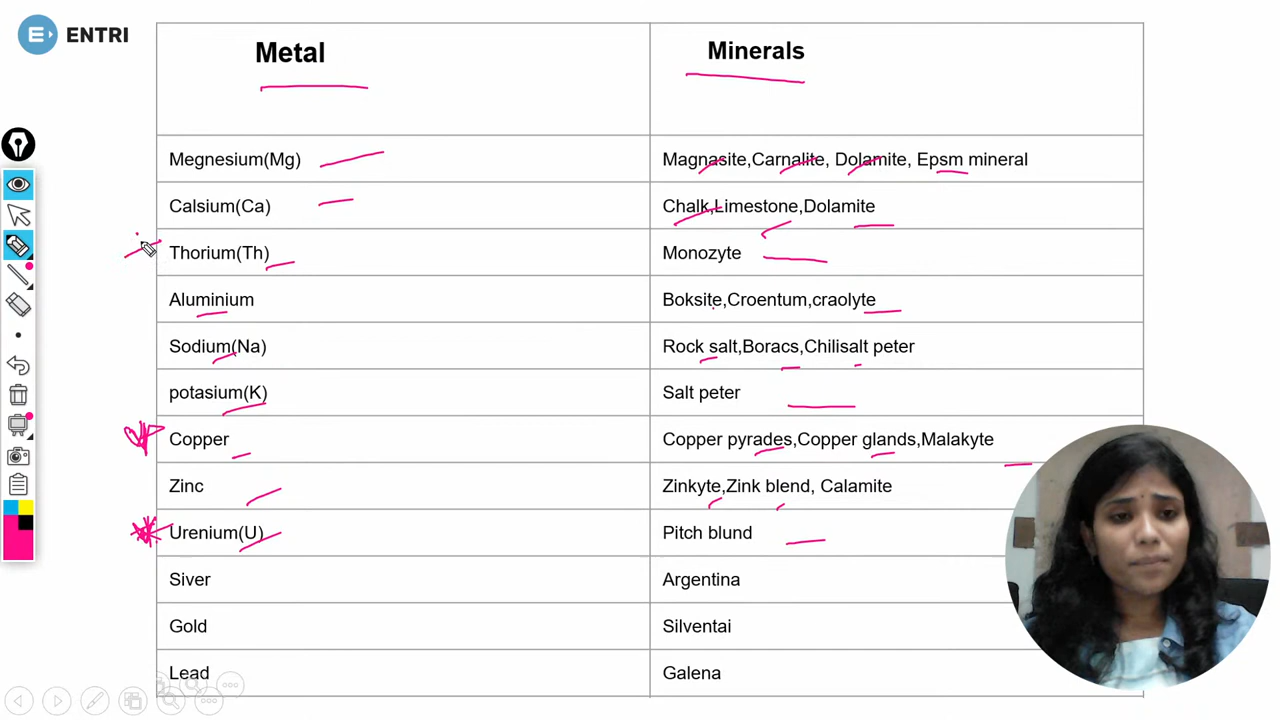 ENTRI
Metal
Minerals
Megnesium(Mg)
Magnasite,Carnalite, Dolamite, Epsm mineral
Calsium(Ca)
Chalk,Limestone,Dolamite
Thorium(Th)
Monozyte
Aluminium
Boksite,Croentum,craolyte
Sodium(Na)
Rock salt,Boracs,Chilisalt peter
potasium(K)
Salt peter
Copper
Copper pyrades,Copper glands,Malakyte
Zinc
Zinkyte,Zink blend, Calamite
Urenium(U)
Pitch blund
Siver
Argentina
Gold
Silventai
Lead
Galena